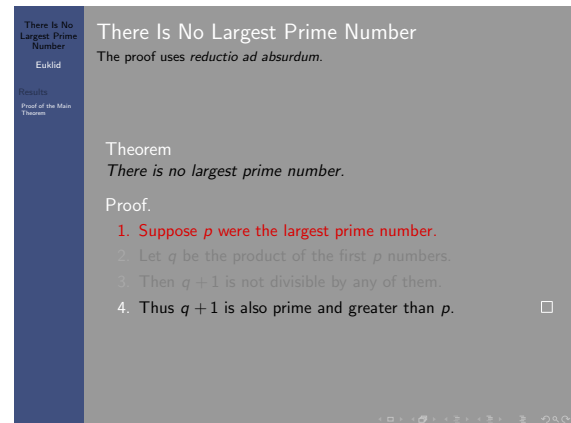 There Is No
Largest Prime
Number
Euklid
Results
Proof of the Main
Theorem
There Is No Largest Prime Number
The proof uses reductio ad absurdum.
Theorem
There is no largest prime number.
Proof.
1. Suppose p were the largest prime number.
2. Let q be the product of the first p numbers.
3. Then q + 1 is not divisible by any of them.
4. Thus q + 1 is also prime and greater than p.